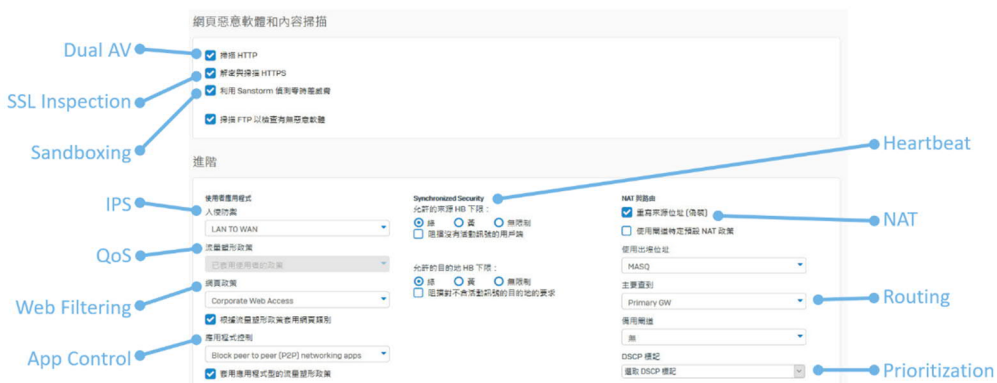 網頁惡意軟體和內容掃描
Dual AV
掃描 HTTP
SSL Inspection
解密與掃描 HTTPS
Sandboxing
利用 Sanstorm 偵測零時差威脅
掃描 FTP 以檢查有無惡意軟體
進階
Heartbeat
IPS
使用者應用程式
入侵防禦
LAN TO WAN
QoS
流量塑形政策
已套用使用者的政策
Web Filtering
網頁政策
Corporate Web Access
根據流量塑形政策套用網頁類別
App Control
應用程式控制
Block peer to peer (P2P) networking apps
套用應用程式型的流量塑形政策
Synchronized Security
允許的來源 HB 下限：
綠 黃 無限制
阻擋沒有活動訊號的用戶端
允許的目的地 HB 下限：
綠 黃 無限制
阻擋對不含活動訊號的目的地的要求
NAT 與路由
重寫來源位址 (偽裝)
NAT
使用閘道特定預設 NAT 政策
使用出埠位址
MASQ
主要閘道
Primary GW
Routing
備用閘道
無
DSCP 標記
選取 DSCP 標記
Prioritization